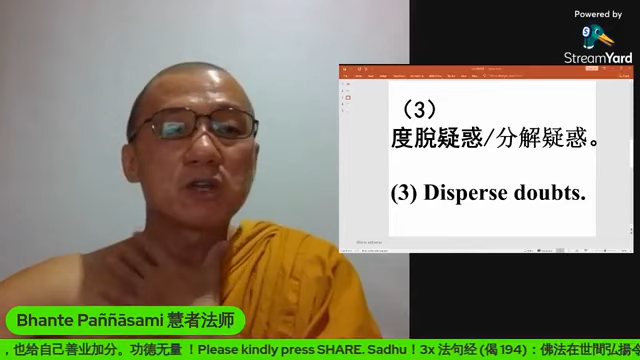 Powered by
StreamYard
（3）
度脫疑惑/分解疑惑。
(3) Disperse doubts.
Bhante Paññāsami 慧者法师
，也给自己善业加分。功德无量 ！Please kindly press SHARE. Sadhu！3x 法句经 (偈 194)：佛法在世間弘揚